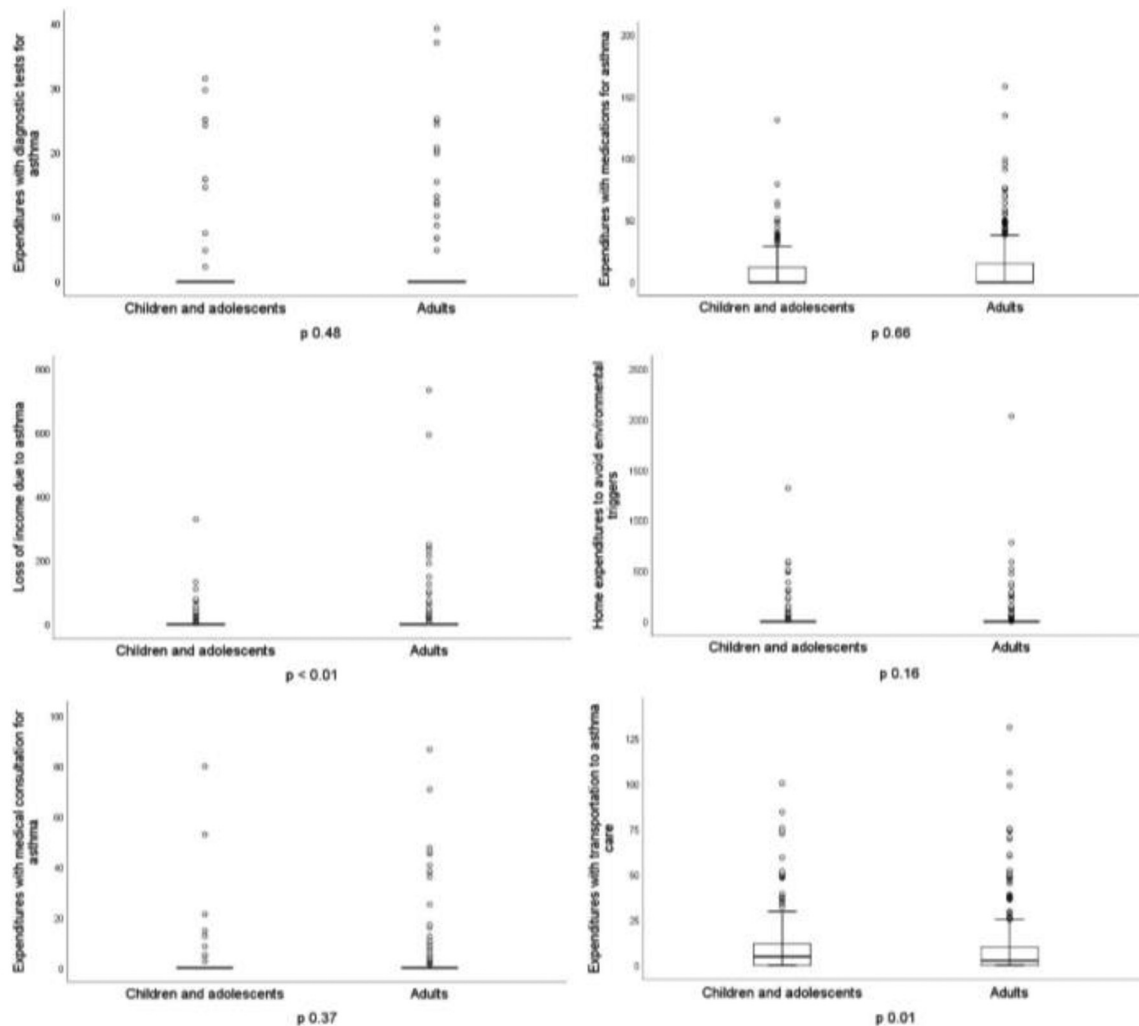 Expenditures with diagnostic tests for
asthma
40
30
20
10
0
Children and adolescents
Adults
p 0.48
Expenditures with medications for asthma
200
150
100
50
0
Children and adolescents
Adults
p 0.66
Loss of income due to asthma
800
600
400
200
0
Children and adolescents
Adults
p < 0.01
Home expenditures to avoid environmental
triggers
2500
2000
1500
1000
500
0
Children and adolescents
Adults
p 0.16
Expenditures with medical consultation for
asthma
100
80
60
40
20
0
Children and adolescents
Adults
p 0.37
Expenditures with transportation to asthma
care
125
100
75
50
25
0
Children and adolescents
Adults
p 0.01